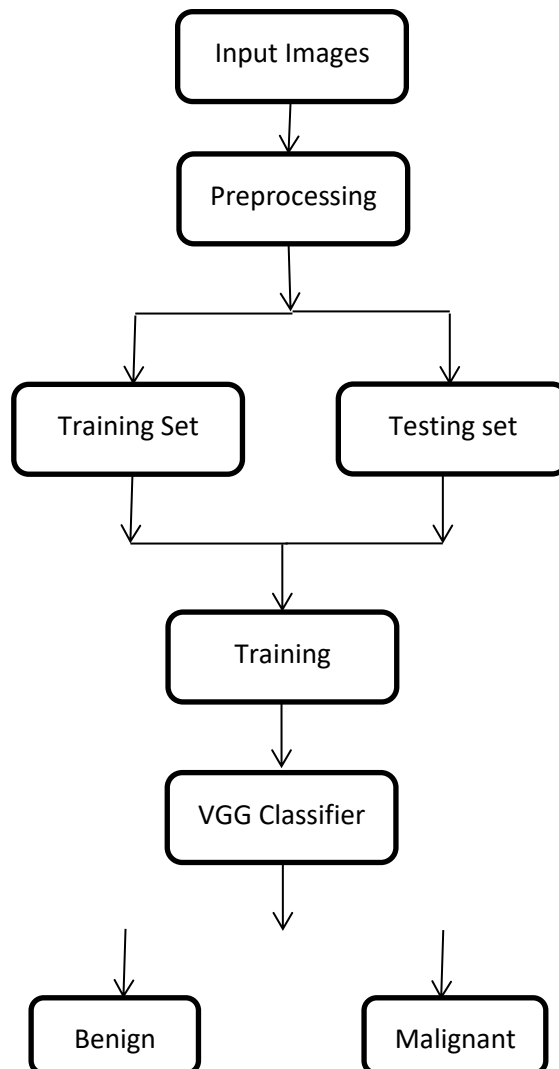 Input Images
Preprocessing
Training Set
Testing set
Training
VGG Classifier
Benign
Malignant